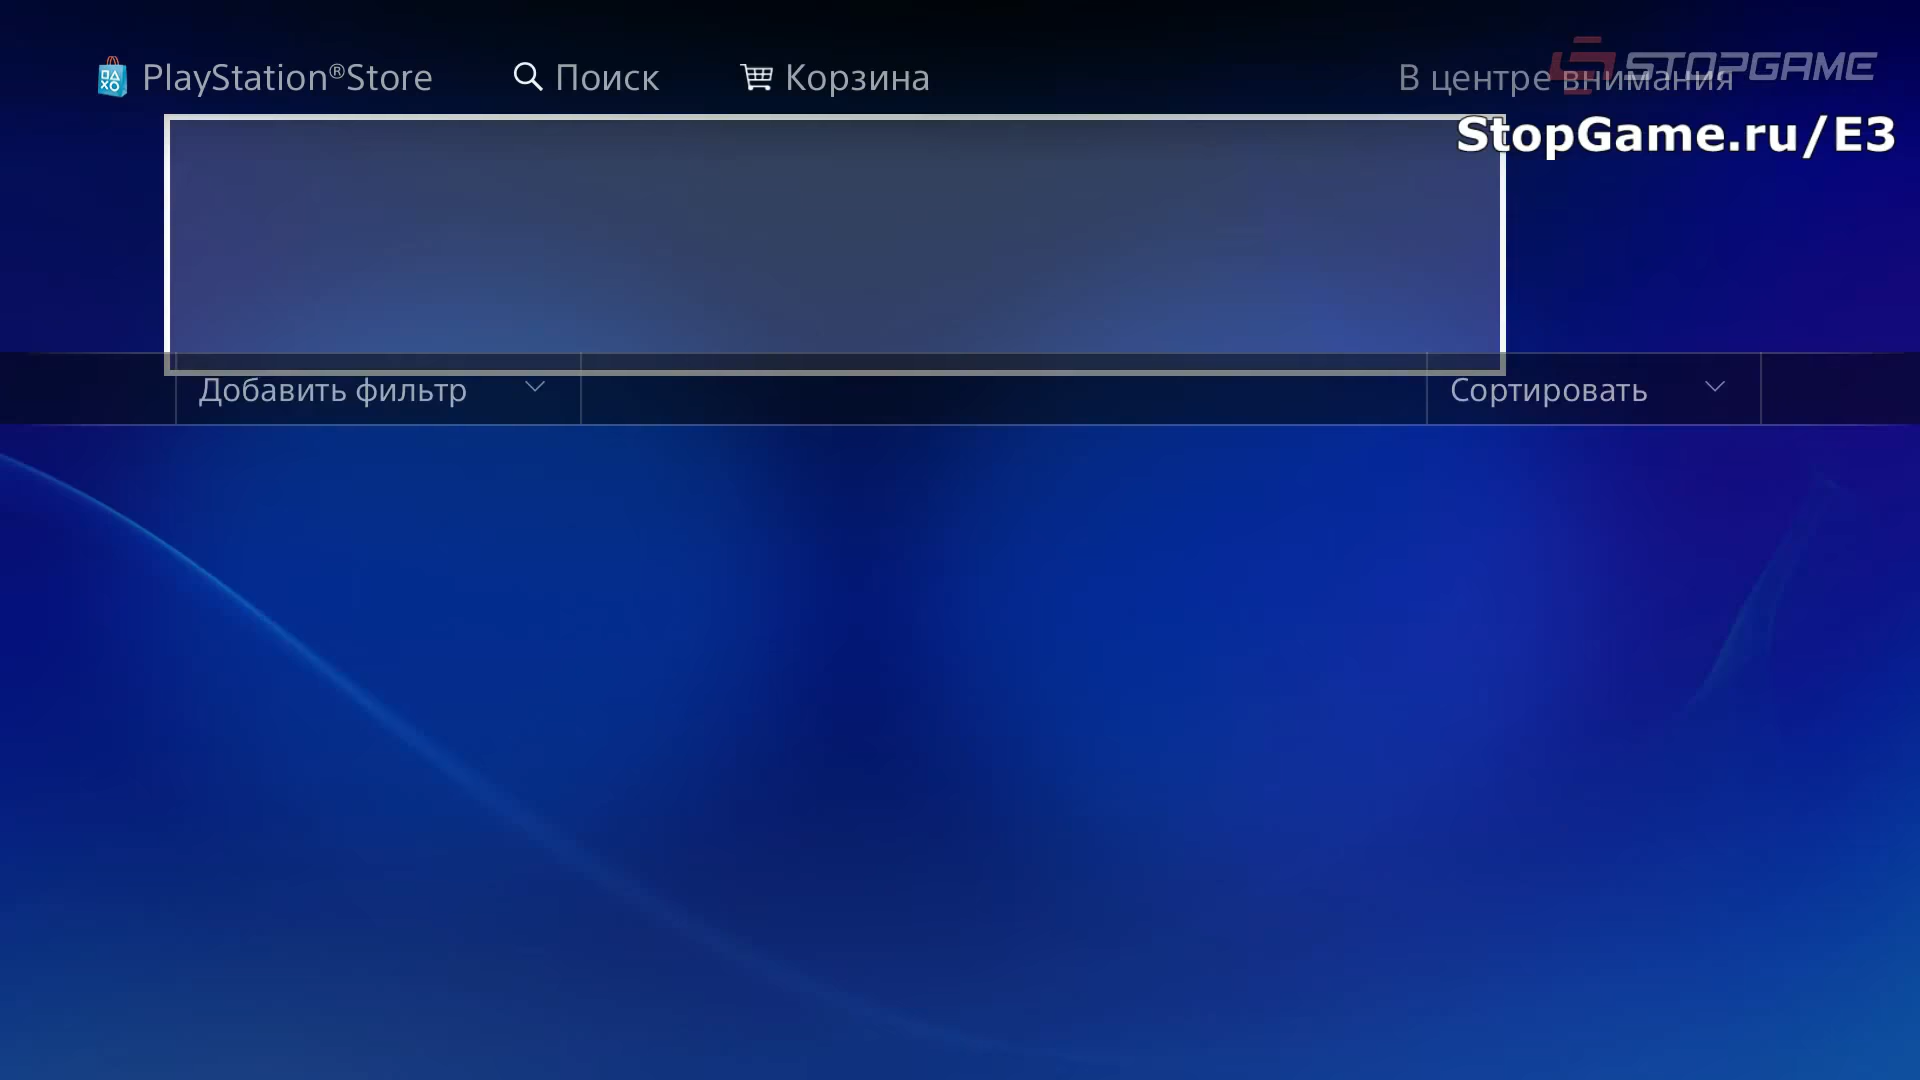 PlayStation®Store Поиск Корзина В центре внимания
STOPGAME
StopGame.ru/E3
Добавить фильтр Сортировать